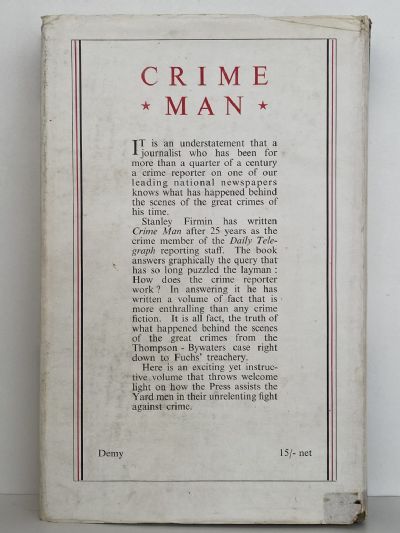 CRIME
★ MAN ★
IT is an understatement that a
journalist who has been for
more than a quarter of a century
a crime reporter on one of our
leading national newspapers
knows what has happened behind
the scenes of the great crimes of
his time.
Stanley Firmin has written
Crime Man after 25 years as the
crime member of the Daily Tele-
graph reporting staff. The book
answers graphically the query that
has so long puzzled the layman :
How does the crime reporter
work? In answering it he has
written a volume of fact that is
more enthralling than any crime
fiction. It is all fact, the truth of
what happened behind the scenes
of the great crimes from the
Thompson - Bywaters case right
down to Fuchs' treachery.
Here is an exciting yet instruc-
tive volume that throws welcome
light on how the Press assists the
Yard men in their unrelenting fight
against crime.
Demy 15/- net